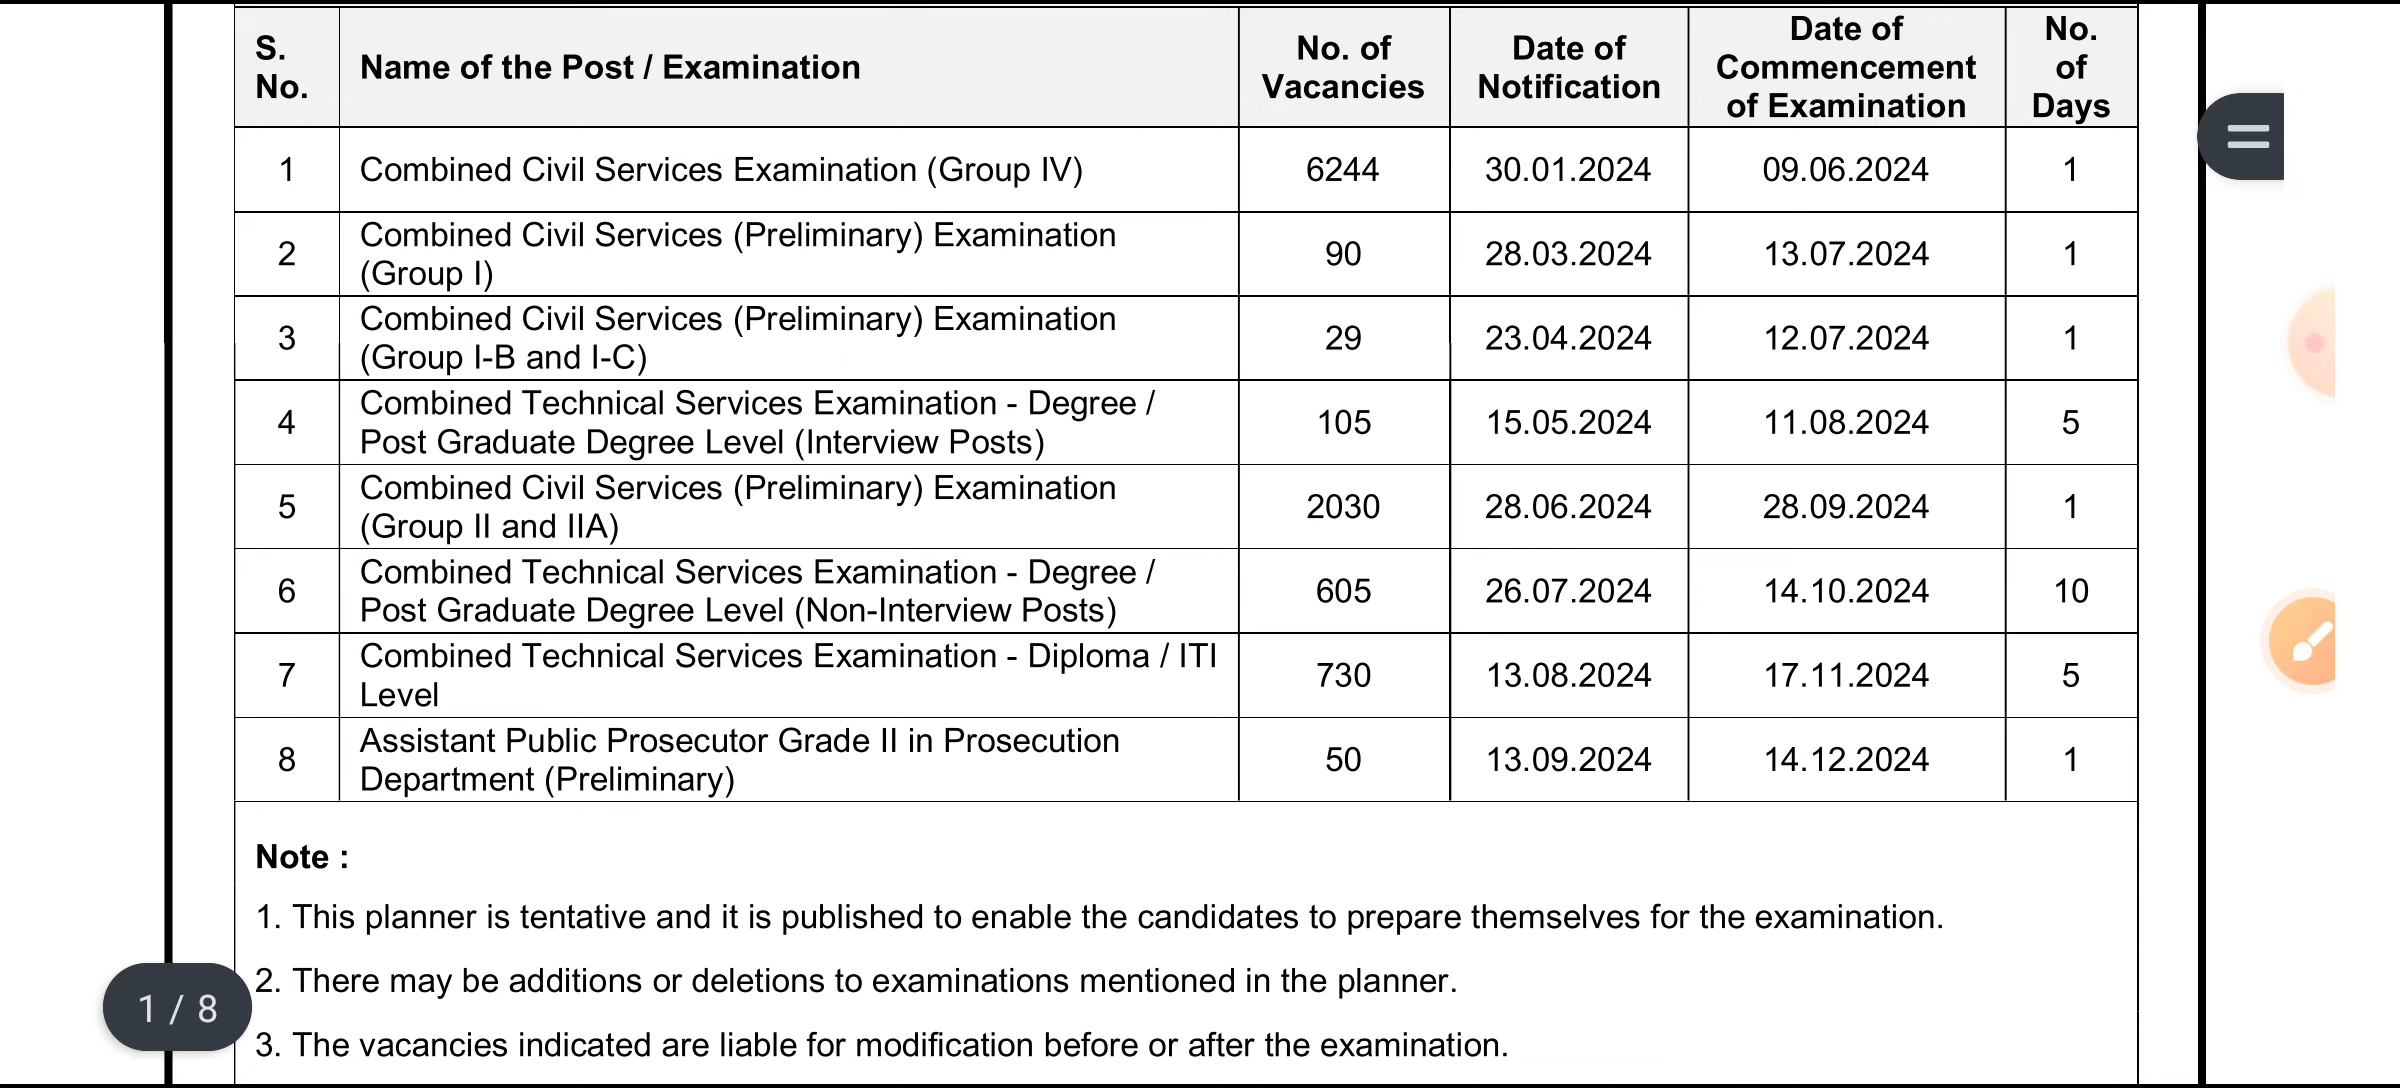 S. No. Name of the Post / Examination No. of Vacancies Date of Notification Date of Commencement of Examination No. of Days
1 Combined Civil Services Examination (Group IV) 6244 30.01.2024 09.06.2024 1
2 Combined Civil Services (Preliminary) Examination (Group I) 90 28.03.2024 13.07.2024 1
3 Combined Civil Services (Preliminary) Examination (Group I-B and I-C) 29 23.04.2024 12.07.2024 1
4 Combined Technical Services Examination - Degree / Post Graduate Degree Level (Interview Posts) 105 15.05.2024 11.08.2024 5
5 Combined Civil Services (Preliminary) Examination (Group II and IIA) 2030 28.06.2024 28.09.2024 1
6 Combined Technical Services Examination - Degree / Post Graduate Degree Level (Non-Interview Posts) 605 26.07.2024 14.10.2024 10
7 Combined Technical Services Examination - Diploma / ITI Level 730 13.08.2024 17.11.2024 5
8 Assistant Public Prosecutor Grade II in Prosecution Department (Preliminary) 50 13.09.2024 14.12.2024 1
Note :
1. This planner is tentative and it is published to enable the candidates to prepare themselves for the examination.
2. There may be additions or deletions to examinations mentioned in the planner.
1 / 8
3. The vacancies indicated are liable for modification before or after the examination.